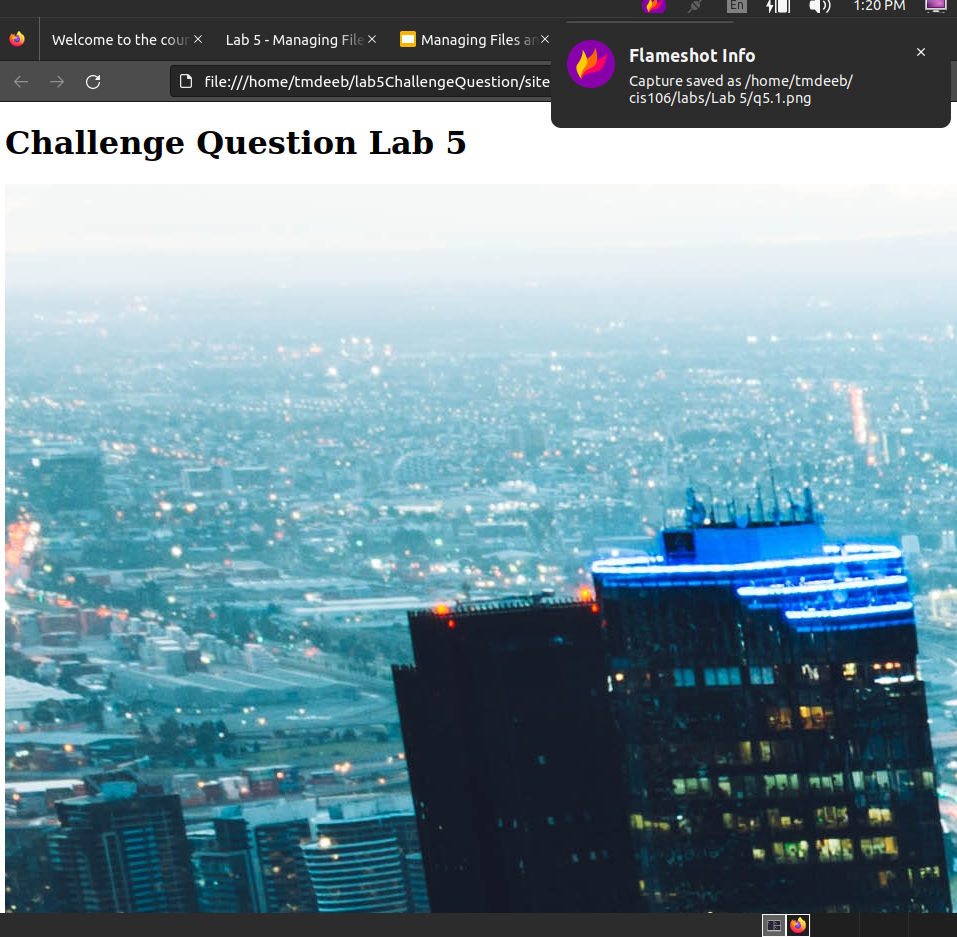 En
1:20 PM
Welcome to the cour
Lab 5 - Managing File
Managing Files an
file:///home/tmdeeb/lab5ChallengeQuestion/site
Flameshot Info
Capture saved as /home/tmdeeb/
cis106/labs/Lab 5/q5.1.png
Challenge Question Lab 5